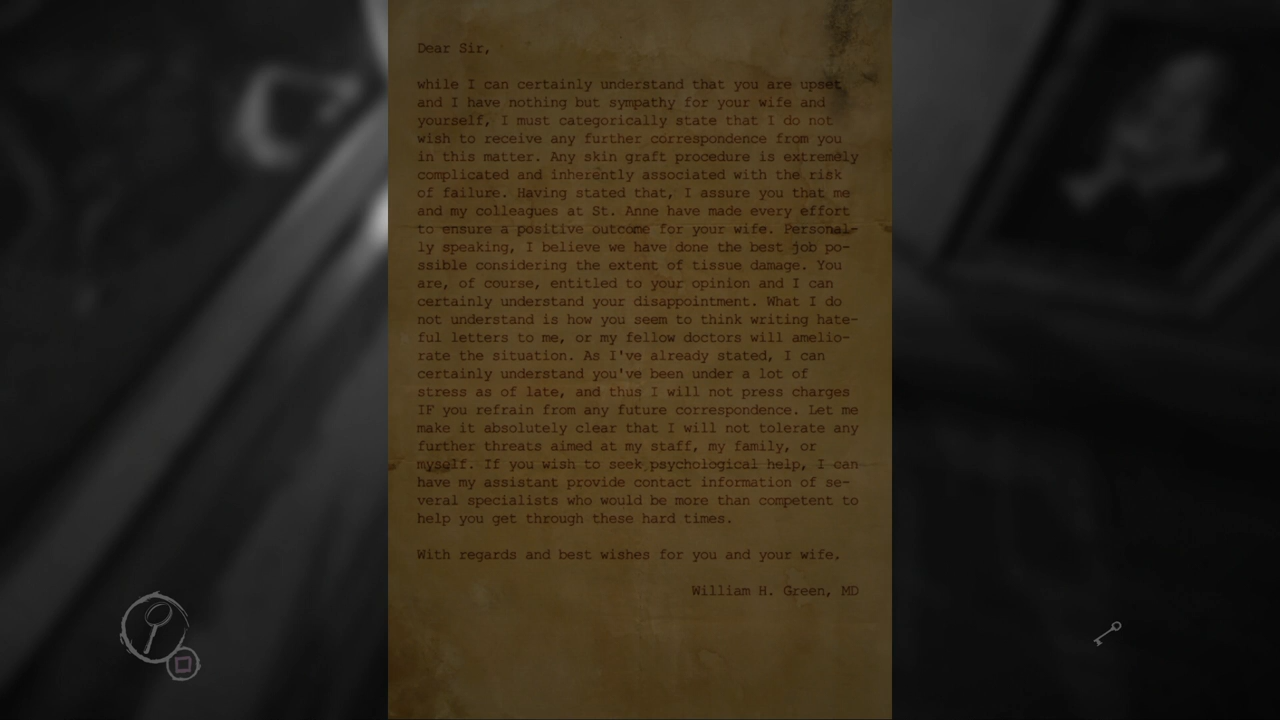 Dear Sir,
while I can certainly understand that you are upset
and I have nothing but sympathy for your wife and
yourself, I must categorically state that I do not
wish to receive any further correspondence from you
in this matter. Any skin graft procedure is extremely
complicated and inherently associated with the risk
of failure. Having stated that, I assure you that me
and my colleagues at St. Anne have made every effort
to ensure a positive outcome for your wife. Personal-
ly speaking, I believe we have done the best job po-
ssible considering the extent of tissue damage. You
are, of course, entitled to your opinion and I can
certainly understand your disappointment. What I do
not understand is how you seem to think writing hate-
ful letters to me, or my fellow doctors will amelio-
rate the situation. As I've already stated, I can
certainly understand you've been under a lot of
stress as of late, and thus I will not press charges
IF you refrain from any future correspondence. Let me
make it absolutely clear that I will not tolerate any
further threats aimed at my staff, my family, or
myself. If you wish to seek psychological help, I can
have my assistant provide contact information of se-
veral specialists who would be more than competent to
help you get through these hard times.
With regards and best wishes for you and your wife,
William H. Green, MD